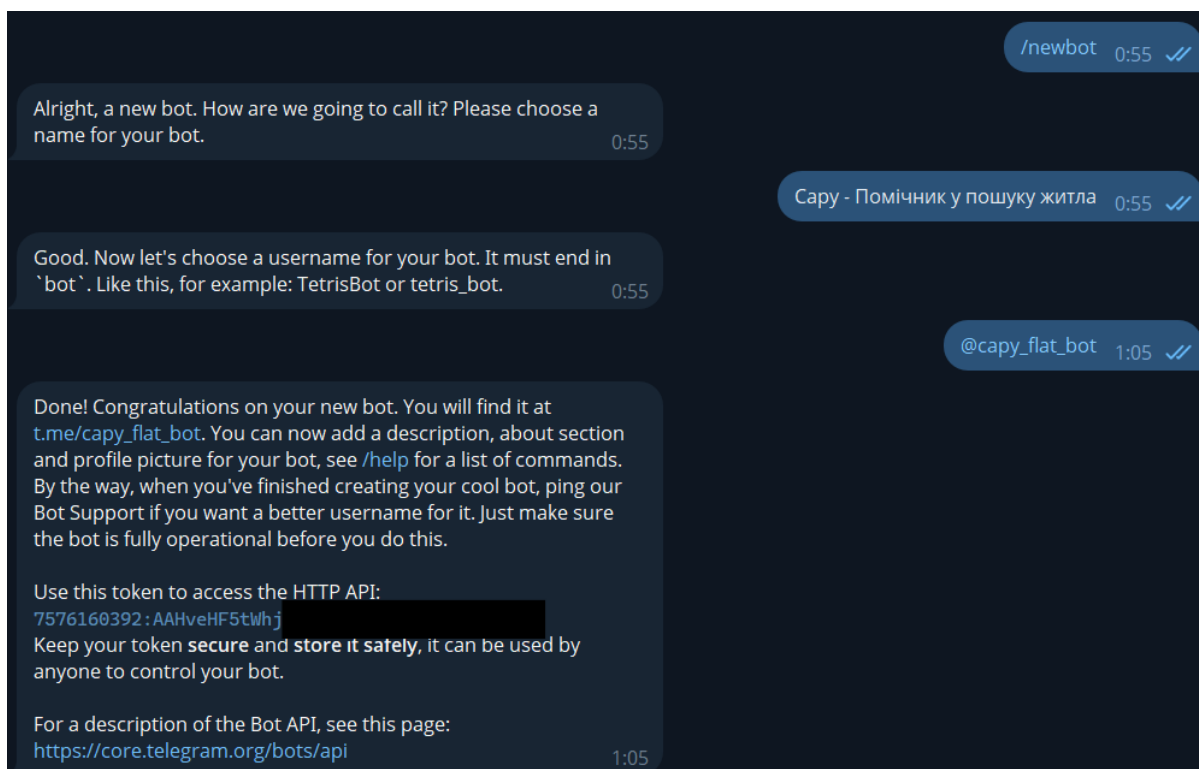 /newbot 0:55
Alright, a new bot. How are we going to call it? Please choose a
name for your bot.
0:55
Capy - Помічник у пошуку житла 0:55
Good. Now let's choose a username for your bot. It must end in
`bot`. Like this, for example: TetrisBot or tetris_bot.
0:55
@capy_flat_bot 1:05
Done! Congratulations on your new bot. You will find it at
t.me/capy_flat_bot. You can now add a description, about section
and profile picture for your bot, see /help for a list of commands.
By the way, when you've finished creating your cool bot, ping our
Bot Support if you want a better username for it. Just make sure
the bot is fully operational before you do this.
Use this token to access the HTTP API:
7576160392:AAHveHF5tWhj
Keep your token secure and store it safely, it can be used by
anyone to control your bot.
For a description of the Bot API, see this page:
https://core.telegram.org/bots/api
1:05